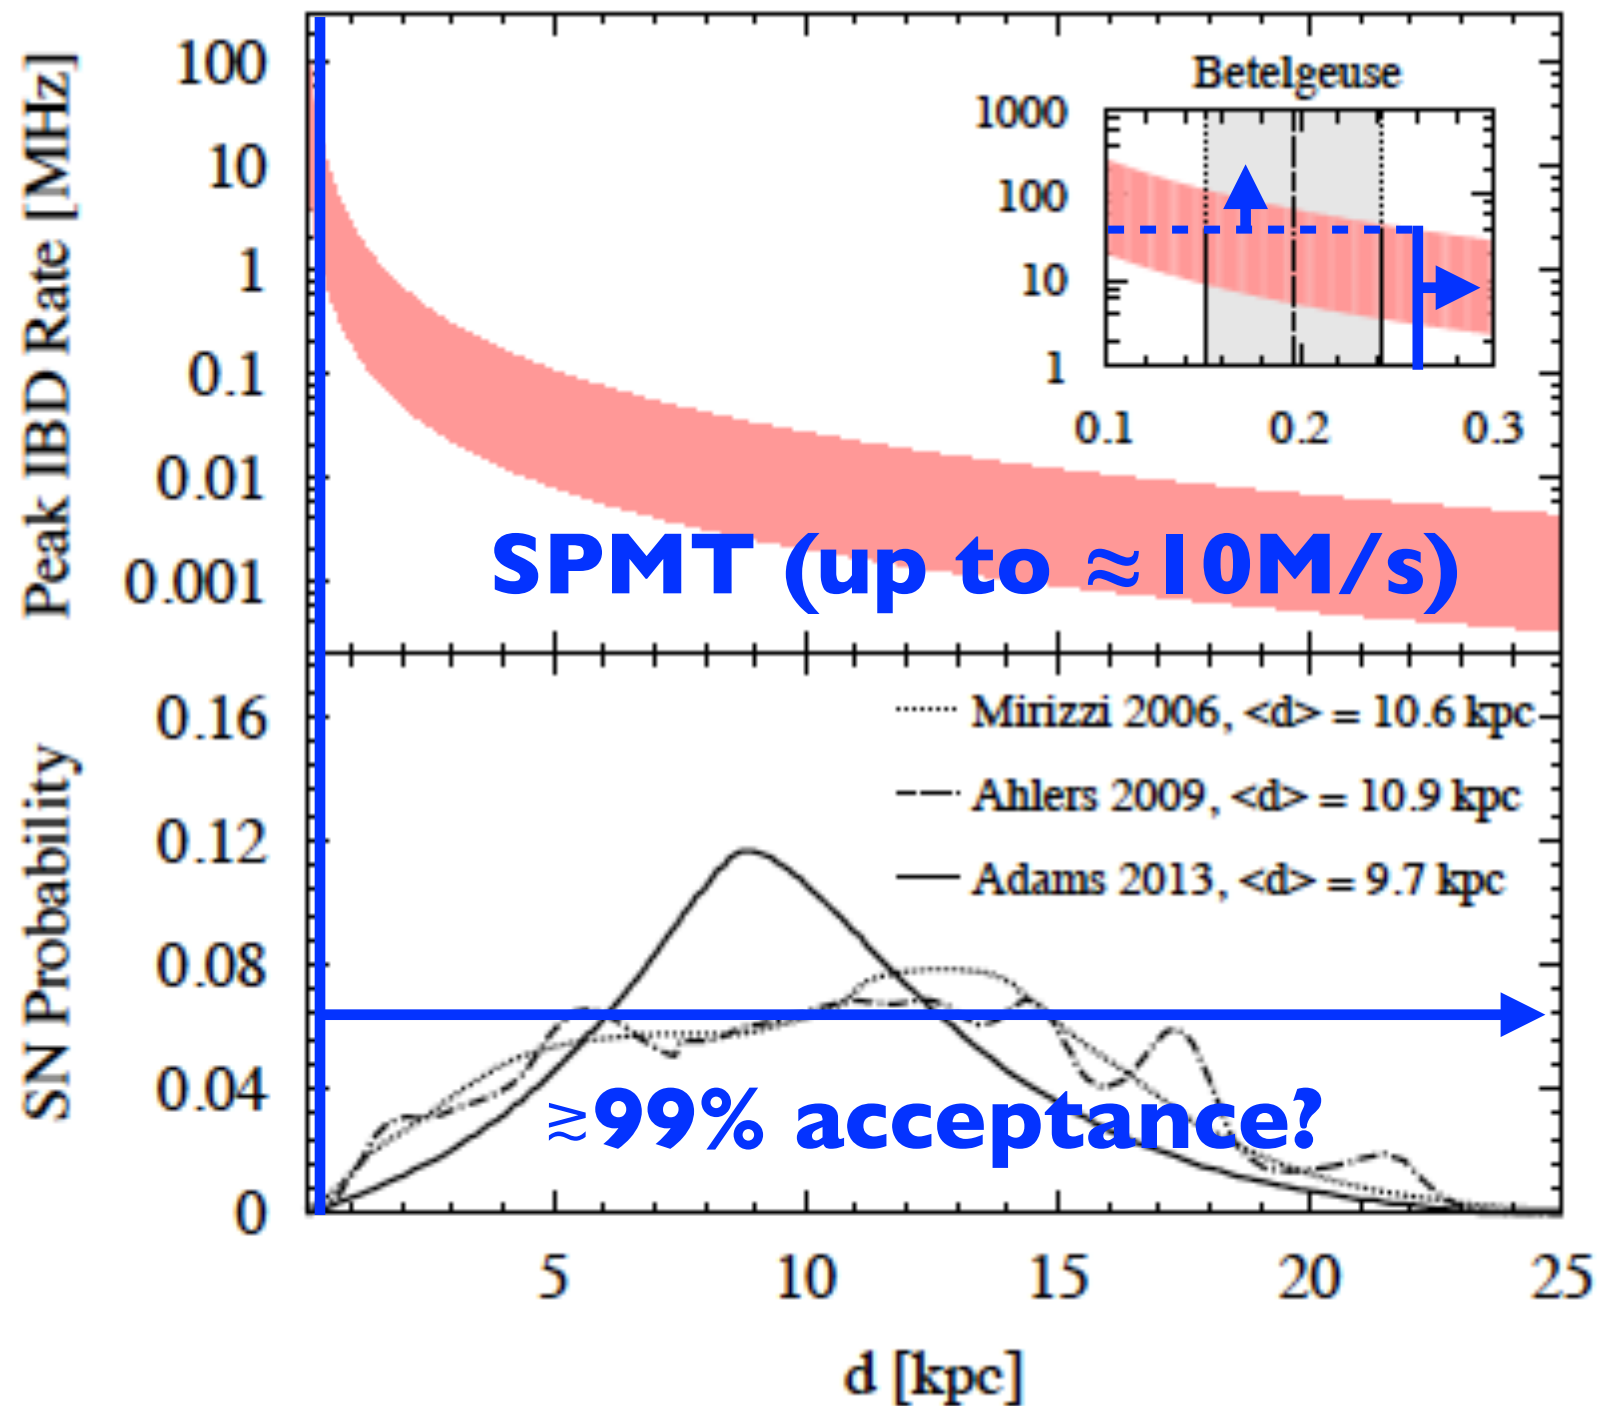 Peak IBD Rate [MHz]
100
10
1
0.1
0.01
0.001
Betelgeuse
1000
100
10
1
0.1 0.2 0.3
SPMT (up to ≈10M/s)
SN Probability
0.16
0.12
0.08
0.04
0
Mirizzi 2006, <d> = 10.6 kpc
Ahlers 2009, <d> = 10.9 kpc
Adams 2013, <d> = 9.7 kpc
≳99% acceptance?
5 10 15 20 25
d [kpc]